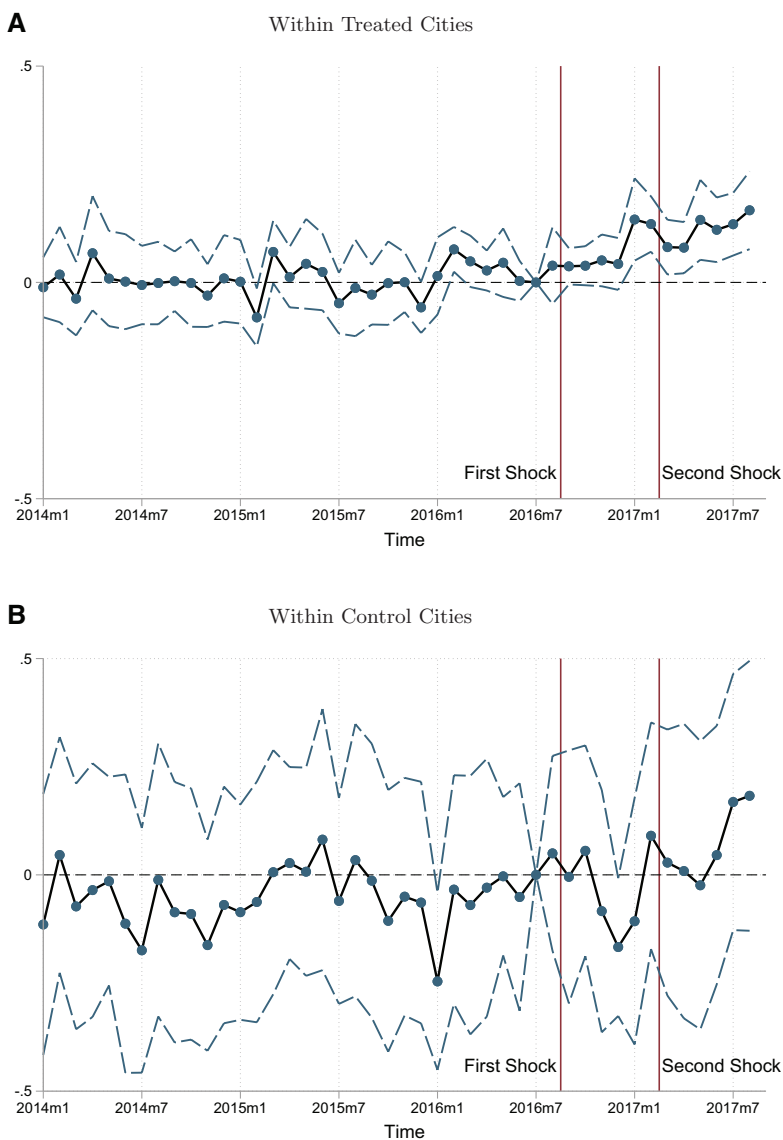 A
Within Treated Cities
.5
0
-.5
First Shock
Second Shock
2014m1 2014m7 2015m1 2015m7 2016m1 2016m7 2017m1 2017m7
Time
B
Within Control Cities
.5
0
-.5
First Shock
Second Shock
2014m1 2014m7 2015m1 2015m7 2016m1 2016m7 2017m1 2017m7
Time